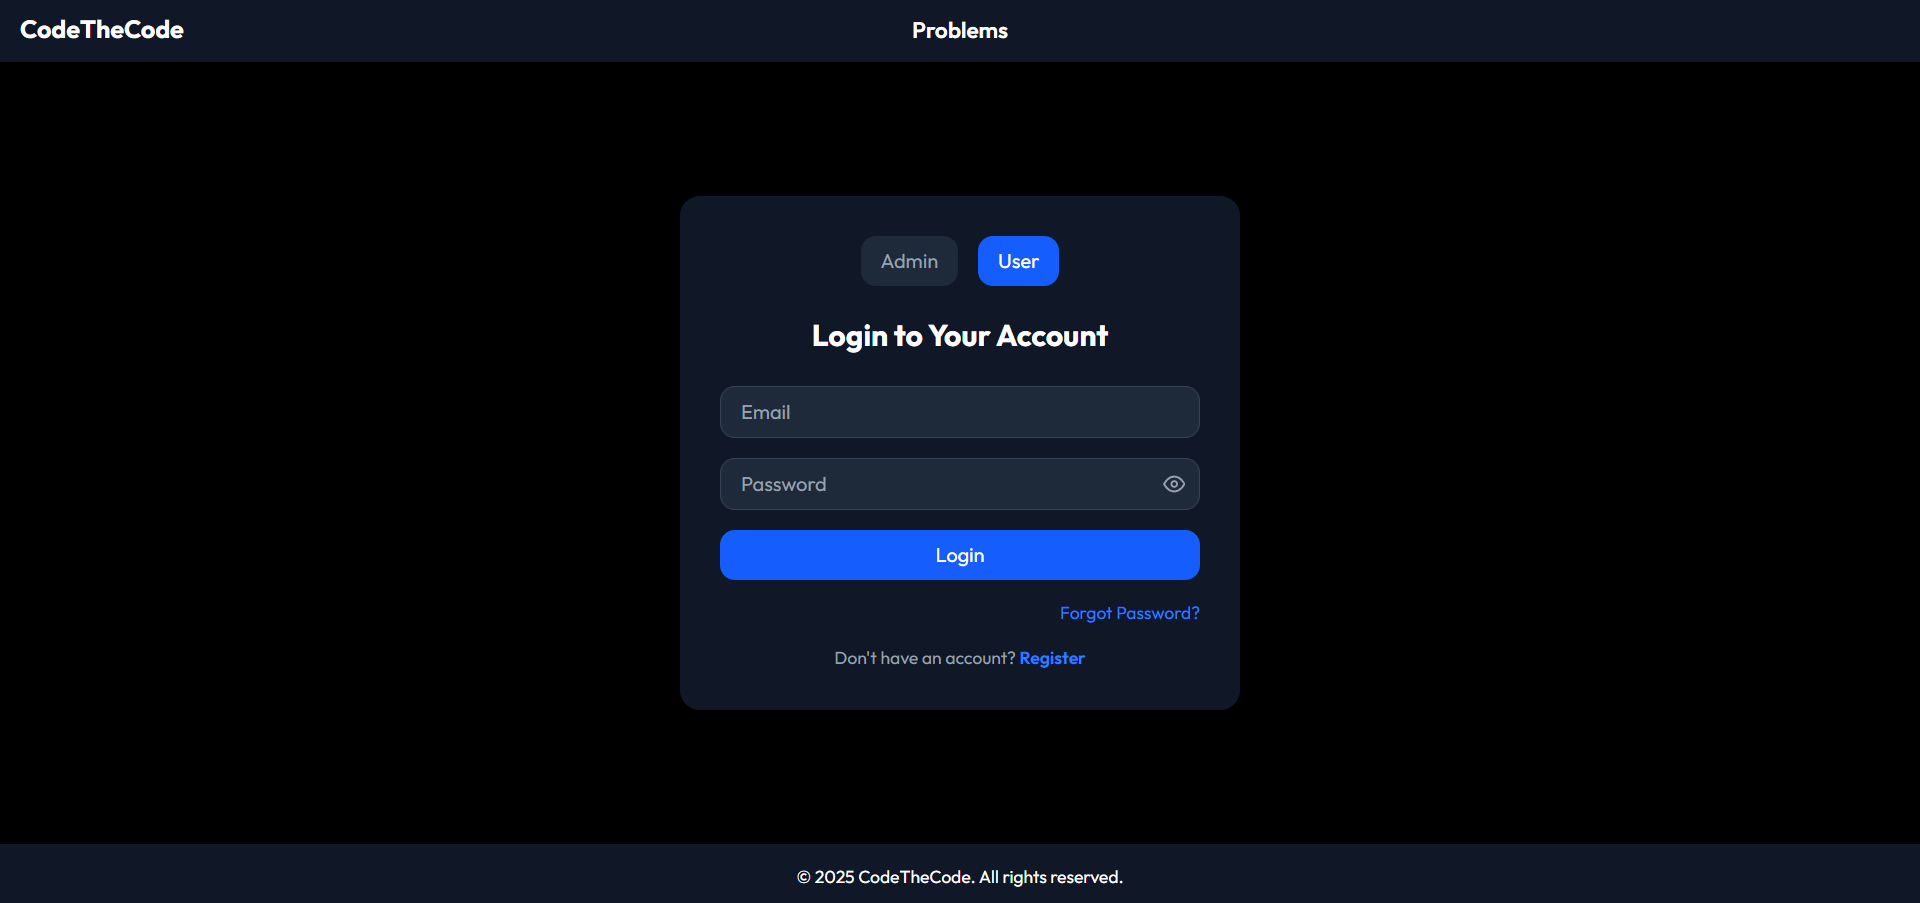 CodeTheCode
Problems
Admin
User
Login to Your Account
Email
Password
Login
Forgot Password?
Don't have an account? Register
© 2025 CodeTheCode. All rights reserved.